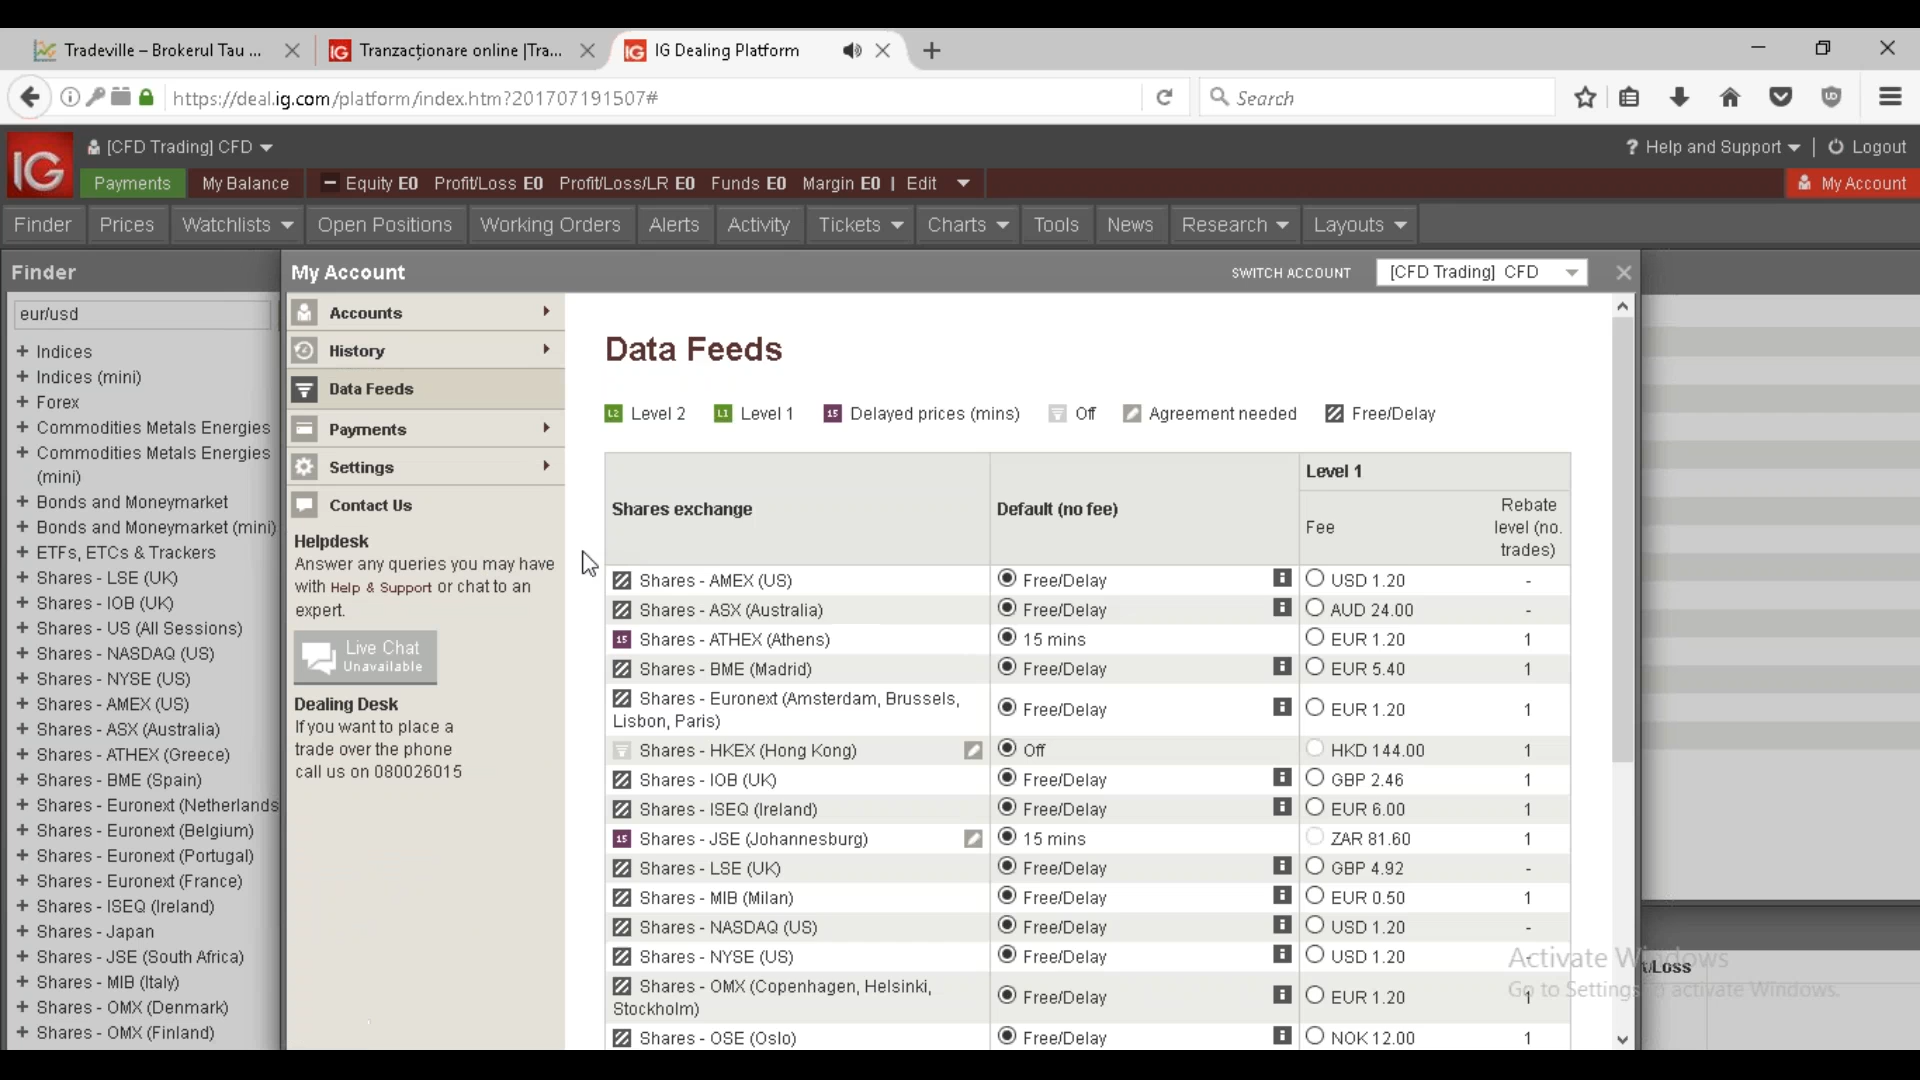 Tradeville – Brokerul Tau ...
IG Tranzacționare online |Tra...
IG IG Dealing Platform
https://deal.ig.com/platform/index.htm?201707191507#
Search
IG
[CFD Trading] CFD
? Help and Support
Logout
Payments
My Balance
Equity E0 Profit/Loss E0 Profit/Loss/LR E0 Funds E0 Margin E0 | Edit
My Account
Finder Prices Watchlists Open Positions Working Orders Alerts Activity Tickets Charts Tools News Research Layouts
Finder
eur/usd
+ Indices
+ Indices (mini)
+ Forex
+ Commodities Metals Energies
+ Commodities Metals Energies
(mini)
+ Bonds and Moneymarket
+ Bonds and Moneymarket (mini)
+ ETFs, ETCs & Trackers
+ Shares - LSE (UK)
+ Shares - IOB (UK)
+ Shares - US (All Sessions)
+ Shares - NASDAQ (US)
+ Shares - NYSE (US)
+ Shares - AMEX (US)
+ Shares - ASX (Australia)
+ Shares - ATHEX (Greece)
+ Shares - BME (Spain)
+ Shares - Euronext (Netherlands
+ Shares - Euronext (Belgium)
+ Shares - Euronext (Portugal)
+ Shares - Euronext (France)
+ Shares - ISEQ (Ireland)
+ Shares - Japan
+ Shares - JSE (South Africa)
+ Shares - MIB (Italy)
+ Shares - OMX (Denmark)
+ Shares - OMX (Finland)
My Account
SWITCH ACCOUNT
[CFD Trading] CFD
Accounts
History
Data Feeds
Payments
Settings
Contact Us
Helpdesk
Answer any queries you may have
with Help & Support or chat to an
expert.
Live Chat
Unavailable
Dealing Desk
If you want to place a
trade over the phone
call us on 080026015
Data Feeds
L2 Level 2 L1 Level 1 15 Delayed prices (mins) Off Agreement needed Free/Delay
Shares exchange
Default (no fee)
Level 1
Fee
Rebate
level (no.
trades)
Shares - AMEX (US) Free/Delay i USD 1.20 -
Shares - ASX (Australia) Free/Delay i AUD 24.00 -
15 Shares - ATHEX (Athens) 15 mins EUR 1.20 1
Shares - BME (Madrid) Free/Delay i EUR 5.40 1
Shares - Euronext (Amsterdam, Brussels,
Lisbon, Paris) Free/Delay i EUR 1.20 1
Shares - HKEX (Hong Kong) Off HKD 144.00 1
Shares - IOB (UK) Free/Delay i GBP 2.46 1
Shares - ISEQ (Ireland) Free/Delay i EUR 6.00 1
15 Shares - JSE (Johannesburg) 15 mins ZAR 81.60 1
Shares - LSE (UK) Free/Delay i GBP 4.92 -
Shares - MIB (Milan) Free/Delay i EUR 0.50 1
Shares - NASDAQ (US) Free/Delay i USD 1.20 -
Shares - NYSE (US) Free/Delay i USD 1.20 -
Shares - OMX (Copenhagen, Helsinki,
Stockholm) Free/Delay i EUR 1.20 1
Shares - OSE (Oslo) Free/Delay i NOK 12.00 1
t/Loss
Activate Windows
Go to Settings to activate Windows.